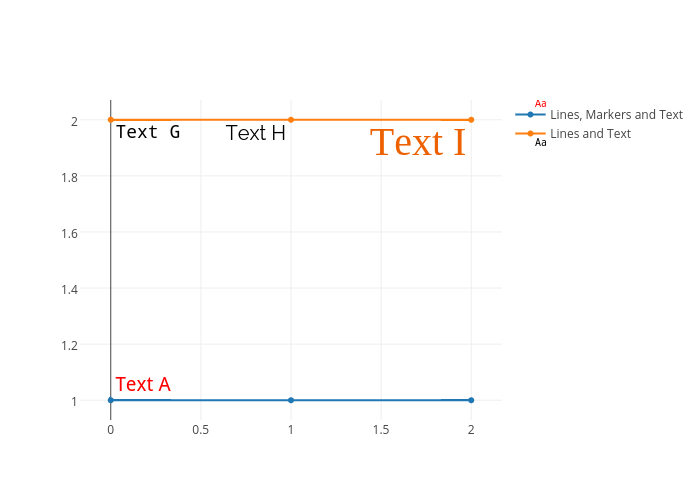 Aa
Lines, Markers and Text
Lines and Text
Aa
2
Text G
Text H
Text I
1.8
1.6
1.4
1.2
Text A
1
0
0.5
1
1.5
2